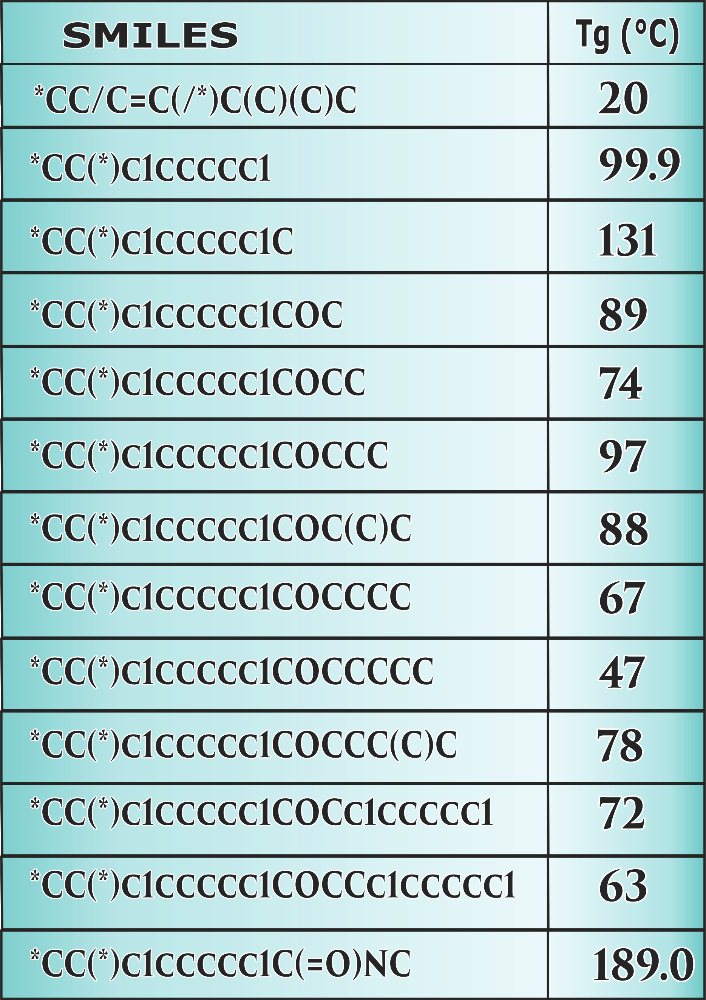 SMILES Tg (°C)
*CC/C=C(/*)C(C)(C)C 20
*CC(*)c1ccccc1 99.9
*CC(*)c1ccccc1C 131
*CC(*)c1ccccc1COC 89
*CC(*)c1ccccc1COCC 74
*CC(*)c1ccccc1COCCC 97
*CC(*)c1ccccc1COC(C)C 88
*CC(*)c1ccccc1COCCCC 67
*CC(*)c1ccccc1COCCCCC 47
*CC(*)c1ccccc1COCCC(C)C 78
*CC(*)c1ccccc1COCc1ccccc1 72
*CC(*)c1ccccc1COCCc1ccccc1 63
*CC(*)c1ccccc1C(=O)NC 189.0